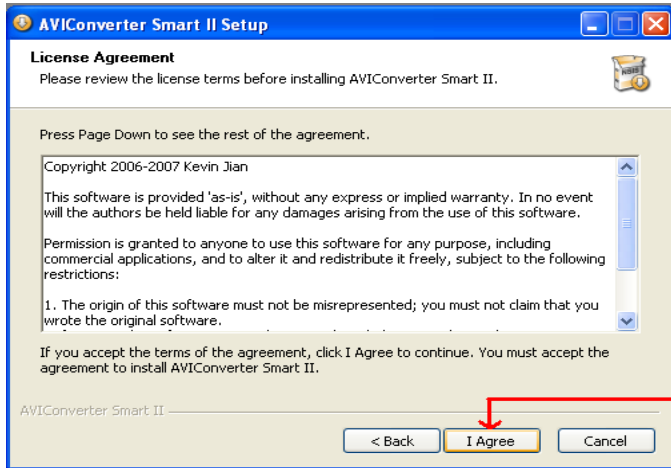 AVIConverter Smart II Setup
License Agreement
Please review the license terms before installing AVIConverter Smart II.
NSIS
Press Page Down to see the rest of the agreement.
Copyright 2006-2007 Kevin Jian
This software is provided 'as-is', without any express or implied warranty. In no event
will the authors be held liable for any damages arising from the use of this software.
Permission is granted to anyone to use this software for any purpose, including
commercial applications, and to alter it and redistribute it freely, subject to the following
restrictions:
1. The origin of this software must not be misrepresented; you must not claim that you
wrote the original software.
If you accept the terms of the agreement, click I Agree to continue. You must accept the
agreement to install AVIConverter Smart II.
AVIConverter Smart II
< Back
I Agree
Cancel